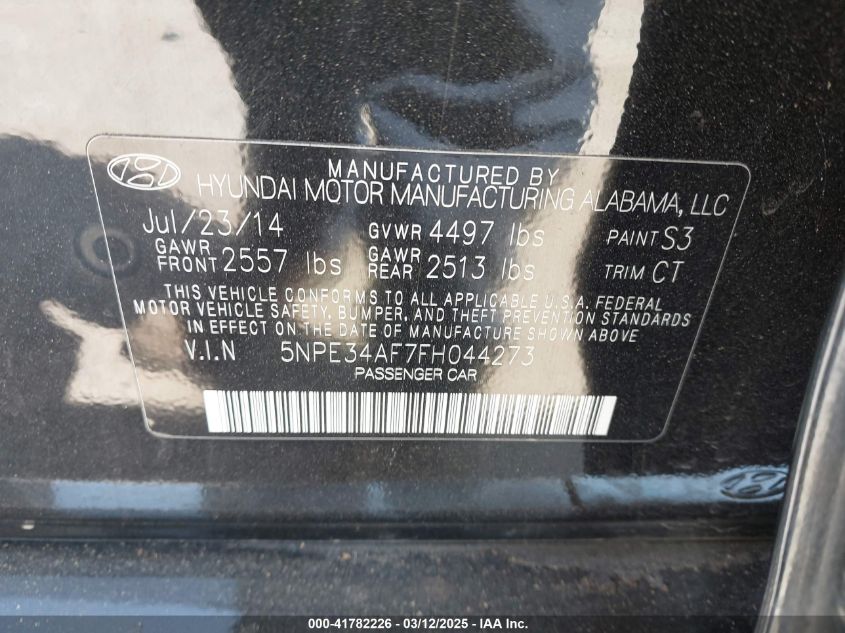 MANUFACTURED BY
HYUNDAI MOTOR MANUFACTURING ALABAMA, LLC
Jul/23/14 GVWR 4497 lbs PAINT S3
GAWR FRONT 2557 lbs GAWR REAR 2513 lbs TRIM CT
THIS VEHICLE CONFORMS TO ALL APPLICABLE U.S.A. FEDERAL
MOTOR VEHICLE SAFETY, BUMPER, AND THEFT PREVENTION STANDARDS
IN EFFECT ON THE DATE OF MANUFACTURE SHOWN ABOVE
V.I.N 5NPE34AF7FH044273
PASSENGER CAR
000-41782226 - 03/12/2025 - IAA Inc.